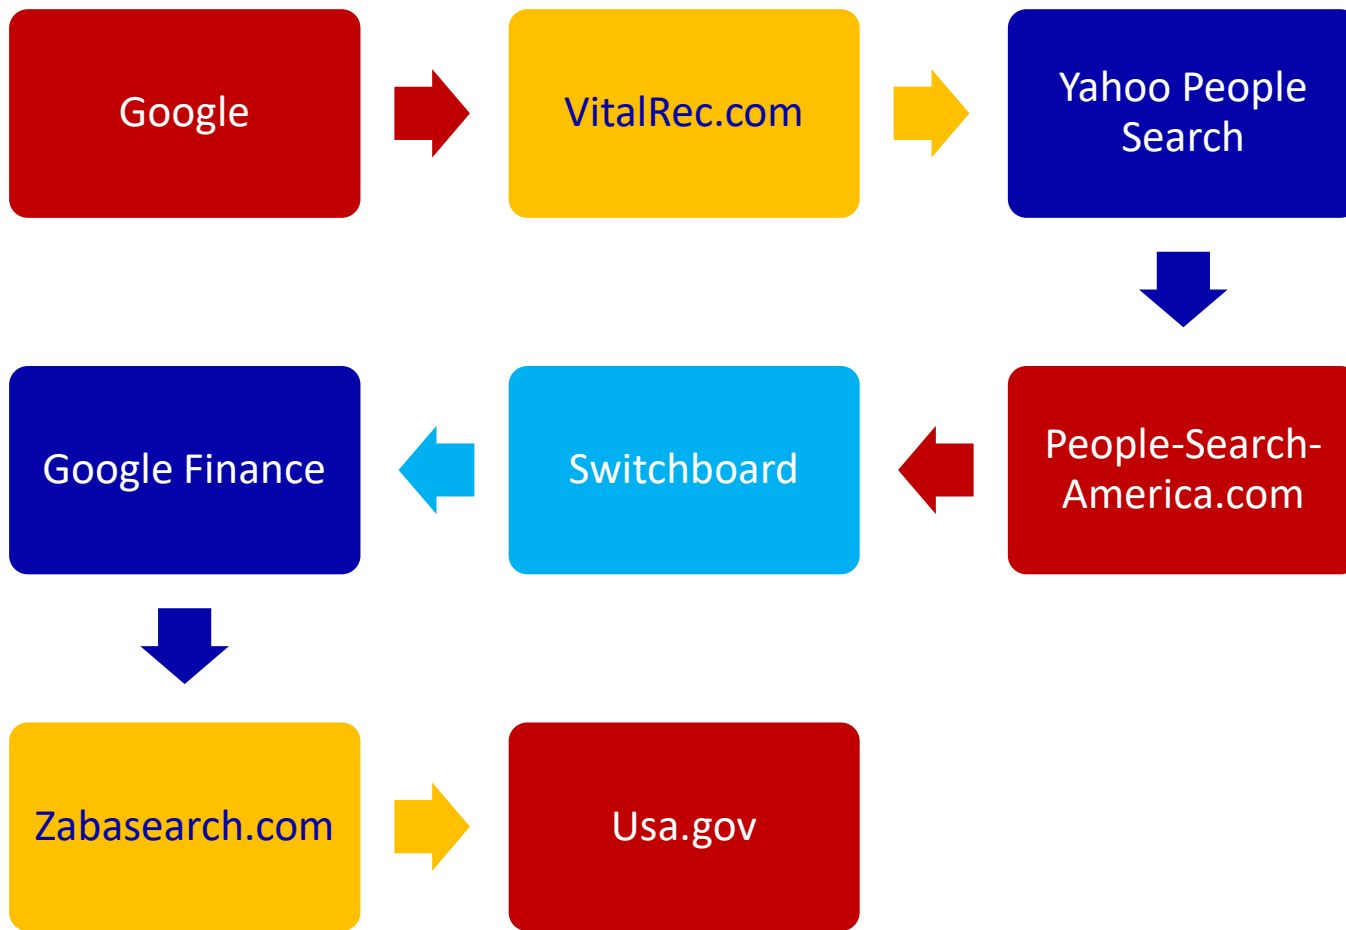 Google
VitalRec.com
Yahoo People
Search
People-Search-
America.com
Switchboard
Google Finance
Zabasearch.com
Usa.gov